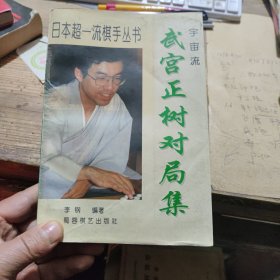 日本超一流棋手丛书
宇宙流
武宫正树对局集
李钢 编著
蜀蓉棋艺出版社